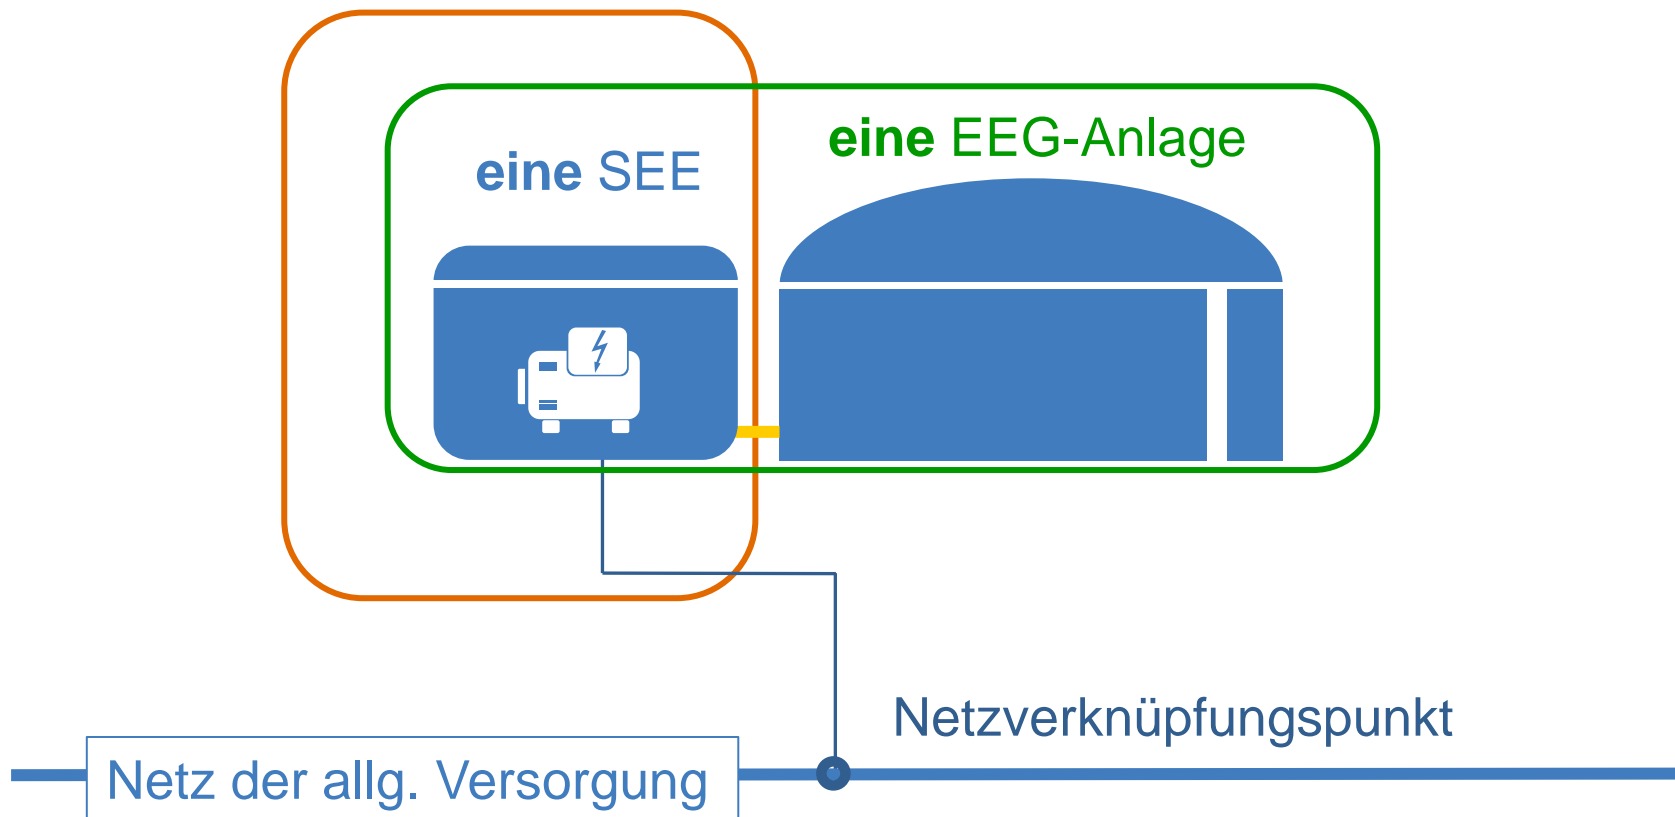 eine EEG-Anlage
eine SEE
Netzverknüpfungspunkt
Netz der allg. Versorgung